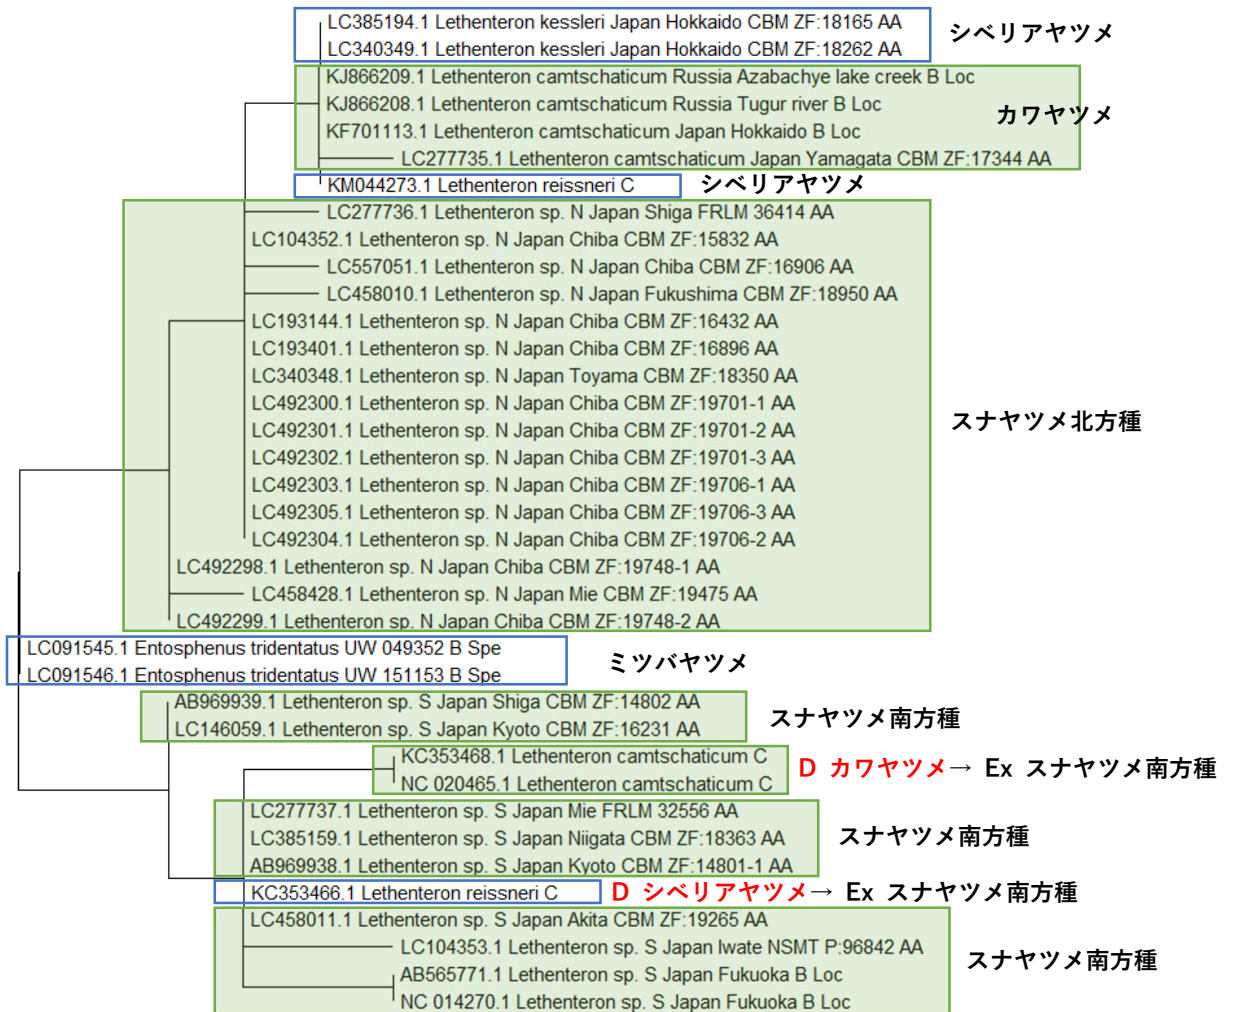 LC385194.1 Lethenteron kessleri Japan Hokkaido CBM ZF:18165 AA
シベリアヤツメ
LC340349.1 Lethenteron kessleri Japan Hokkaido CBM ZF:18262 AA
KJ866209.1 Lethenteron camtschaticum Russia Azabachye lake creek B Loc
KJ866208.1 Lethenteron camtschaticum Russia Tugur river B Loc
カワヤツメ
KF701113.1 Lethenteron camtschaticum Japan Hokkaido B Loc
LC277735.1 Lethenteron camtschaticum Japan Yamagata CBM ZF:17344 AA
KM044273.1 Lethenteron reissneri C
シベリアヤツメ
LC277736.1 Lethenteron sp. N Japan Shiga FRLM 36414 AA
LC104352.1 Lethenteron sp. N Japan Chiba CBM ZF:15832 AA
LC557051.1 Lethenteron sp. N Japan Chiba CBM ZF:16906 AA
LC458010.1 Lethenteron sp. N Japan Fukushima CBM ZF:18950 AA
LC193144.1 Lethenteron sp. N Japan Chiba CBM ZF:16432 AA
LC193401.1 Lethenteron sp. N Japan Chiba CBM ZF:16896 AA
LC340348.1 Lethenteron sp. N Japan Toyama CBM ZF:18350 AA
LC492300.1 Lethenteron sp. N Japan Chiba CBM ZF:19701-1 AA
スナヤツメ北方種
LC492301.1 Lethenteron sp. N Japan Chiba CBM ZF:19701-2 AA
LC492302.1 Lethenteron sp. N Japan Chiba CBM ZF:19701-3 AA
LC492303.1 Lethenteron sp. N Japan Chiba CBM ZF:19706-1 AA
LC492305.1 Lethenteron sp. N Japan Chiba CBM ZF:19706-3 AA
LC492304.1 Lethenteron sp. N Japan Chiba CBM ZF:19706-2 AA
LC492298.1 Lethenteron sp. N Japan Chiba CBM ZF:19748-1 AA
LC458428.1 Lethenteron sp. N Japan Mie CBM ZF:19475 AA
LC492299.1 Lethenteron sp. N Japan Chiba CBM ZF:19748-2 AA
LC091545.1 Entosphenus tridentatus UW 049352 B Spe
ミツバヤツメ
LC091546.1 Entosphenus tridentatus UW 151153 B Spe
AB969939.1 Lethenteron sp. S Japan Shiga CBM ZF:14802 AA
スナヤツメ南方種
LC146059.1 Lethenteron sp. S Japan Kyoto CBM ZF:16231 AA
KC353468.1 Lethenteron camtschaticum C
D カワヤツメ→ Ex スナヤツメ南方種
NC 020465.1 Lethenteron camtschaticum C
LC277737.1 Lethenteron sp. S Japan Mie FRLM 32556 AA
LC385159.1 Lethenteron sp. S Japan Niigata CBM ZF:18363 AA
スナヤツメ南方種
AB969938.1 Lethenteron sp. S Japan Kyoto CBM ZF:14801-1 AA
KC353466.1 Lethenteron reissneri C
D シベリアヤツメ→ Ex スナヤツメ南方種
LC458011.1 Lethenteron sp. S Japan Akita CBM ZF:19265 AA
LC104353.1 Lethenteron sp. S Japan Iwate NSMT P:96842 AA
スナヤツメ南方種
AB565771.1 Lethenteron sp. S Japan Fukuoka B Loc
NC 014270.1 Lethenteron sp. S Japan Fukuoka B Loc